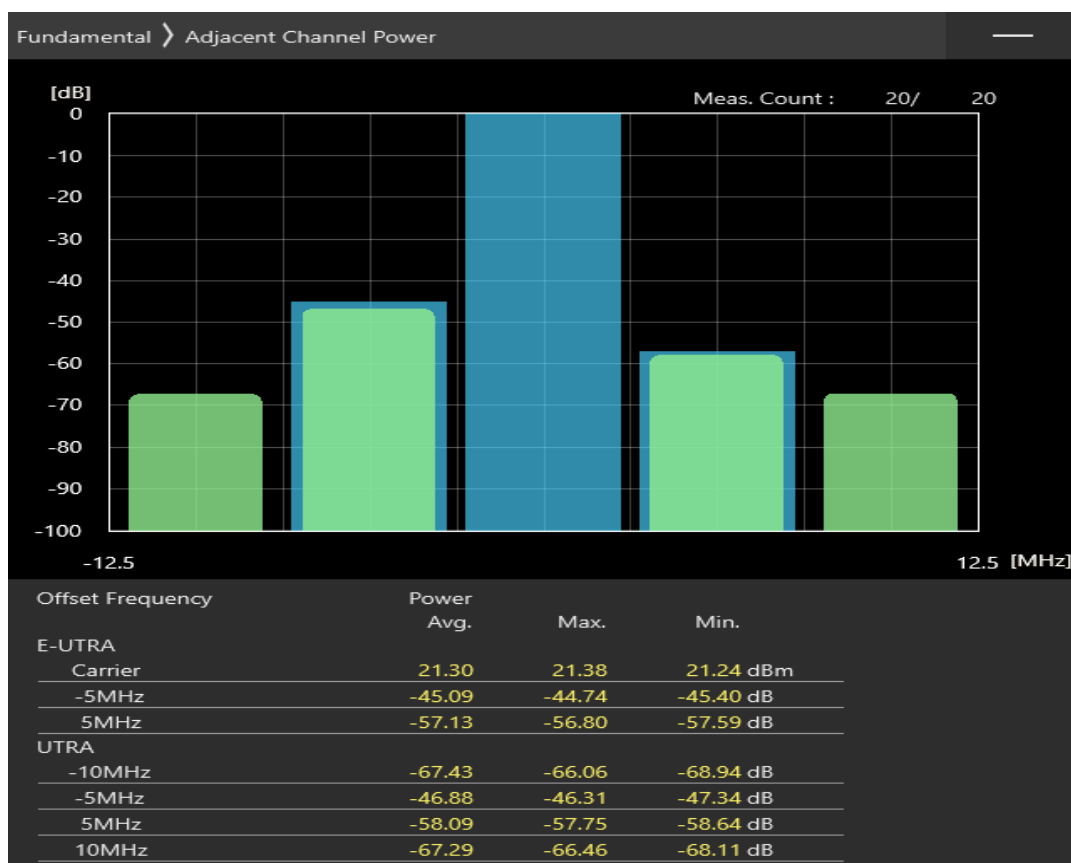 Fundamental ❯ Adjacent Channel Power
[dB]
Meas. Count : 20/ 20
0
-10
-20
-30
-40
-50
-60
-70
-80
-90
-100
-12.5 12.5 [MHz]
Offset Frequency Power
Avg. Max. Min.
E-UTRA
Carrier 21.30 21.38 21.24 dBm
-5MHz -45.09 -44.74 -45.40 dB
5MHz -57.13 -56.80 -57.59 dB
UTRA
-10MHz -67.43 -66.06 -68.94 dB
-5MHz -46.88 -46.31 -47.34 dB
5MHz -58.09 -57.75 -58.64 dB
10MHz -67.29 -66.46 -68.11 dB